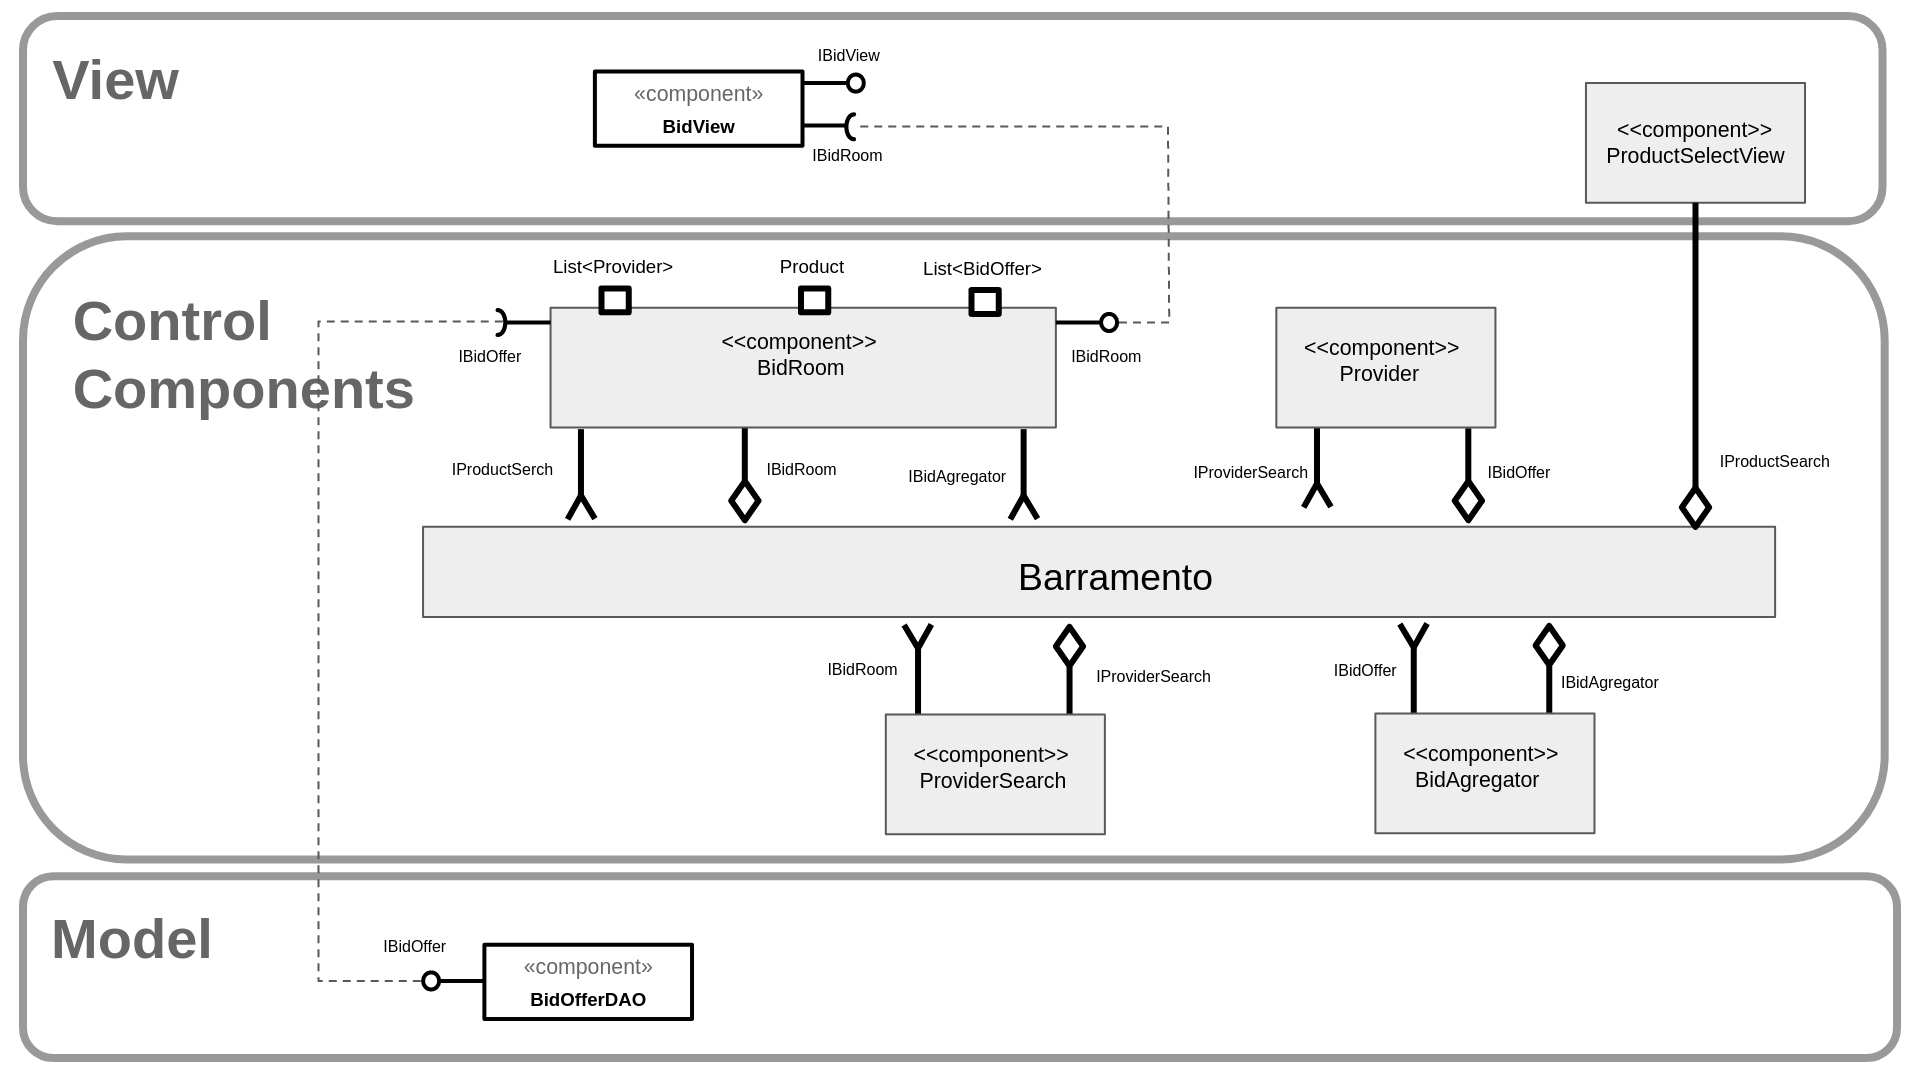 View
IBidView
«component»
BidView
IBidRoom
<<component>>
ProductSelectView
Control
Components
List<Provider>
Product
List<BidOffer>
IBidOffer
<<component>>
BidRoom
IBidRoom
<<component>>
Provider
IProductSerch
IBidRoom
IBidAgregator
IProviderSearch
IBidOffer
IProductSearch
Barramento
IBidRoom
IProviderSearch
IBidOffer
IBidAgregator
<<component>>
ProviderSearch
<<component>>
BidAgregator
Model
IBidOffer
«component»
BidOfferDAO